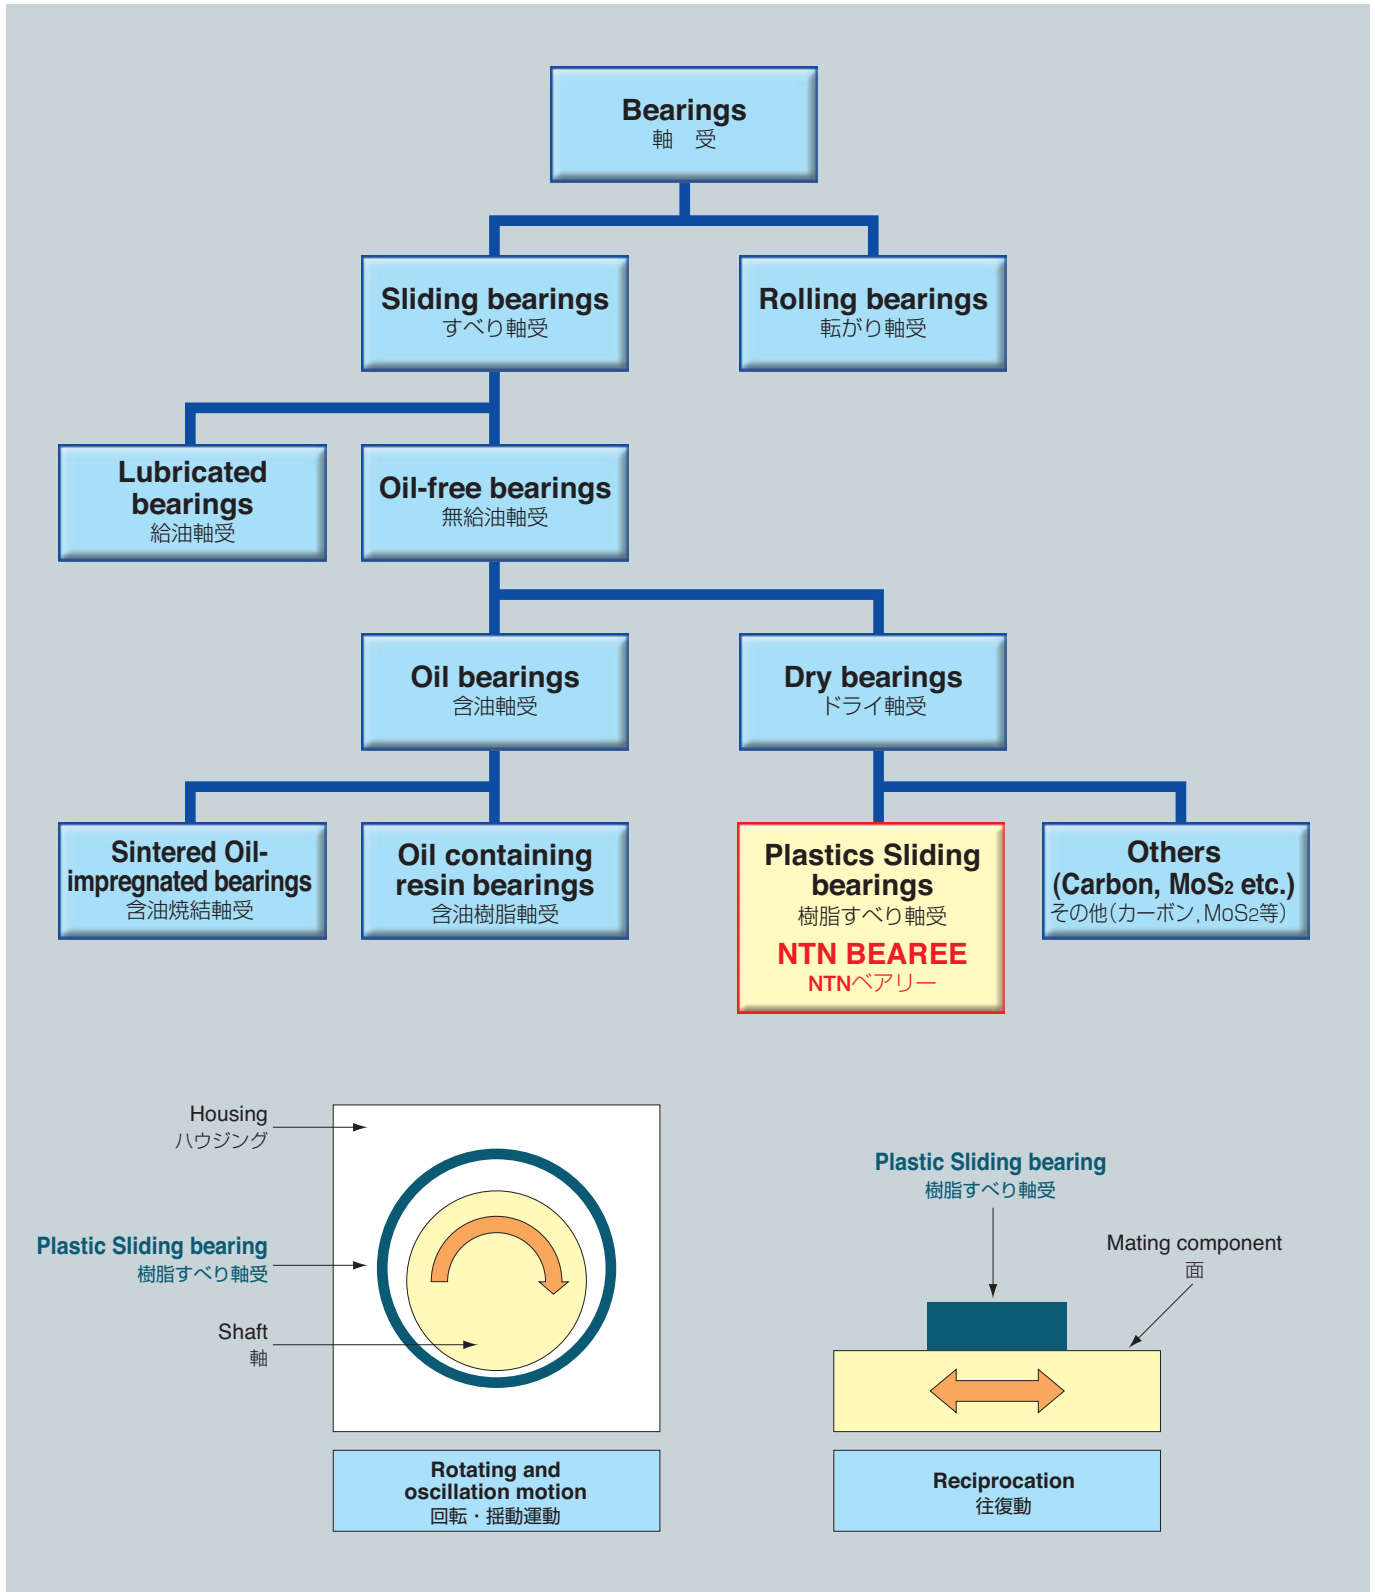 Bearings
軸　受
Sliding bearings
すべり軸受
Rolling bearings
転がり軸受
Lubricated
bearings
給油軸受
Oil-free bearings
無給油軸受
Oil bearings
含油軸受
Dry bearings
ドライ軸受
Sintered Oil-
impregnated bearings
含油焼結軸受
Oil containing
resin bearings
含油樹脂軸受
Plastics Sliding
bearings
樹脂すべり軸受
NTN BEAREE
NTNベアリー
Others
(Carbon, MoS2 etc.)
その他(カーボン,MoS2等)
Housing
ハウジング
Plastic Sliding bearing
樹脂すべり軸受
Shaft
軸
Rotating and
oscillation motion
回転・揺動運動
Plastic Sliding bearing
樹脂すべり軸受
Mating component
面
Reciprocation
往復動